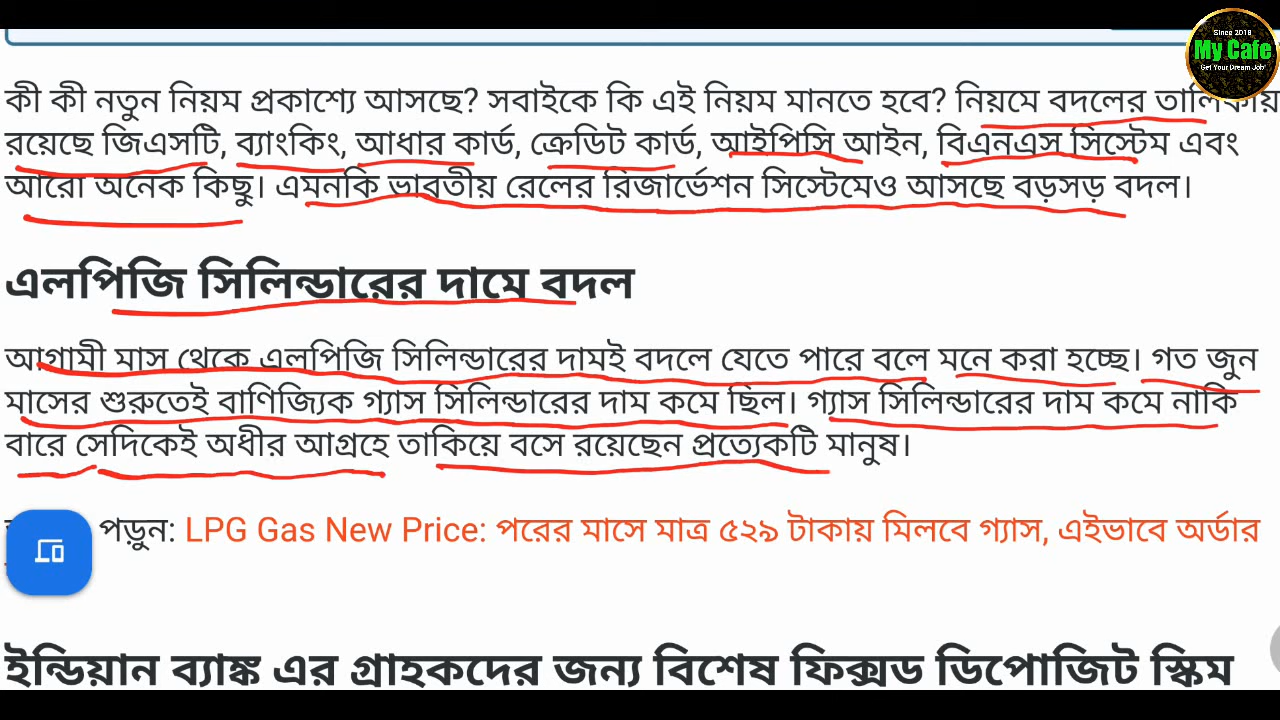 Since 2018
My Cafe
Get Your Dream Job"
কী কী নতুন নিয়ম প্রকাশ্যে আসছে? সবাইকে কি এই নিয়ম মানতে হবে? নিয়মে বদলের তালিকায়
রয়েছে জিএসটি, ব্যাংকিং, আধার কার্ড, ক্রেডিট কার্ড, আইপিসি আইন, বিএনএস সিস্টেম এবং
আরো অনেক কিছু। এমনকি ভারতীয় রেলের রিজার্ভেশন সিস্টেমেও আসছে বড়সড় বদল।
এলপিজি সিলিন্ডারের দামে বদল
আগামী মাস থেকে এলপিজি সিলিন্ডারের দামই বদলে যেতে পারে বলে মনে করা হচ্ছে। গত জুন
মাসের শুরুতেই বাণিজ্যিক গ্যাস সিলিন্ডারের দাম কমে ছিল। গ্যাস সিলিন্ডারের দাম কমে নাকি
বারে সেদিকেই অধীর আগ্রহে তাকিয়ে বসে রয়েছেন প্রত্যেকটি মানুষ।
পড়ুন: LPG Gas New Price: পরের মাসে মাত্র ৫২৯ টাকায় মিলবে গ্যাস, এইভাবে অর্ডার
ইন্ডিয়ান ব্যাঙ্ক এর গ্রাহকদের জন্য বিশেষ ফিক্সড ডিপোজিট স্কিম